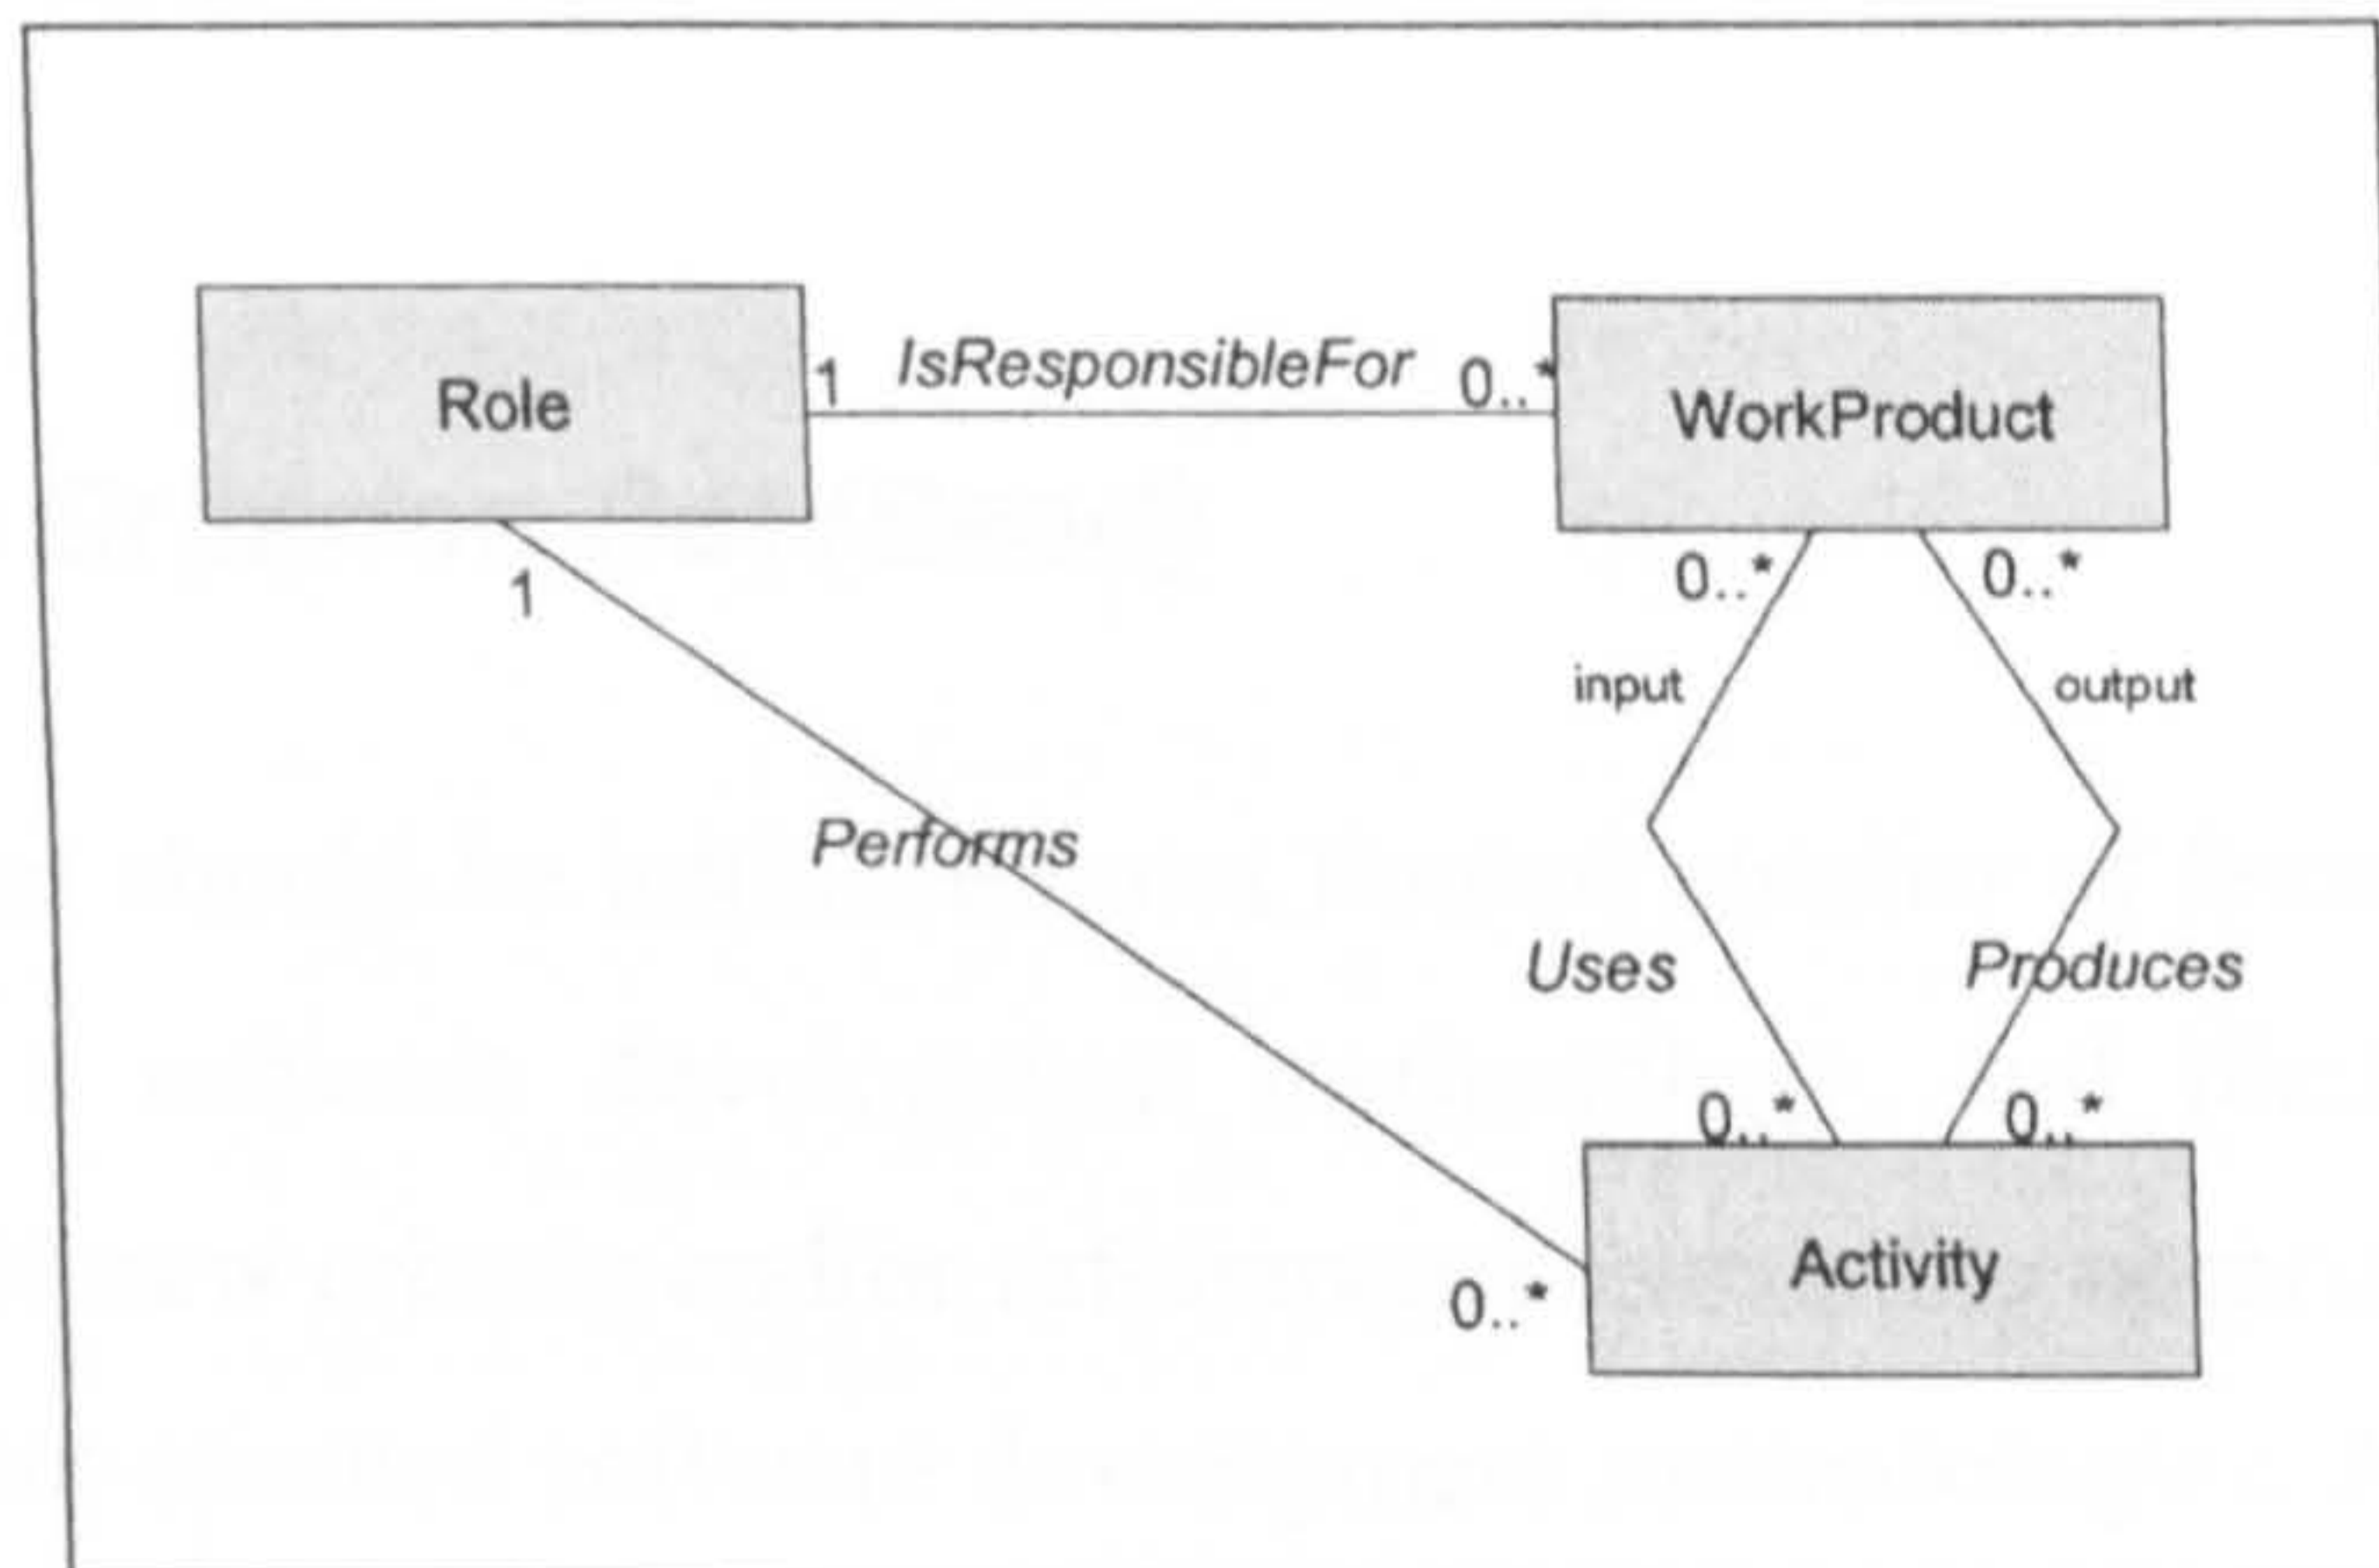 Role
1
IsResponsibleFor
0..*
WorkProduct
1
0..*
0..*
input
output
Performs
Uses
Produces
0..*
0..*
0..*
Activity